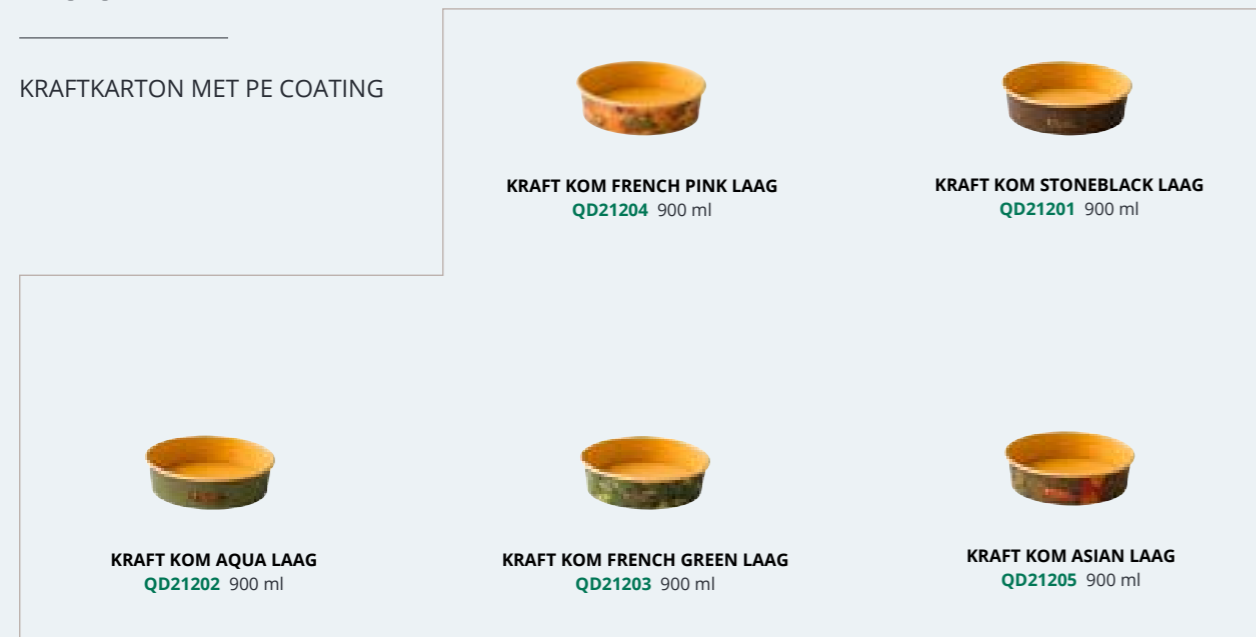 KRAFTKARTON MET PE COATING
KRAFT KOM FRENCH PINK LAAG
QD21204 900 ml
KRAFT KOM STONEBLACK LAAG
QD21201 900 ml
KRAFT KOM AQUA LAAG
QD21202 900 ml
KRAFT KOM FRENCH GREEN LAAG
QD21203 900 ml
KRAFT KOM ASIAN LAAG
QD21205 900 ml